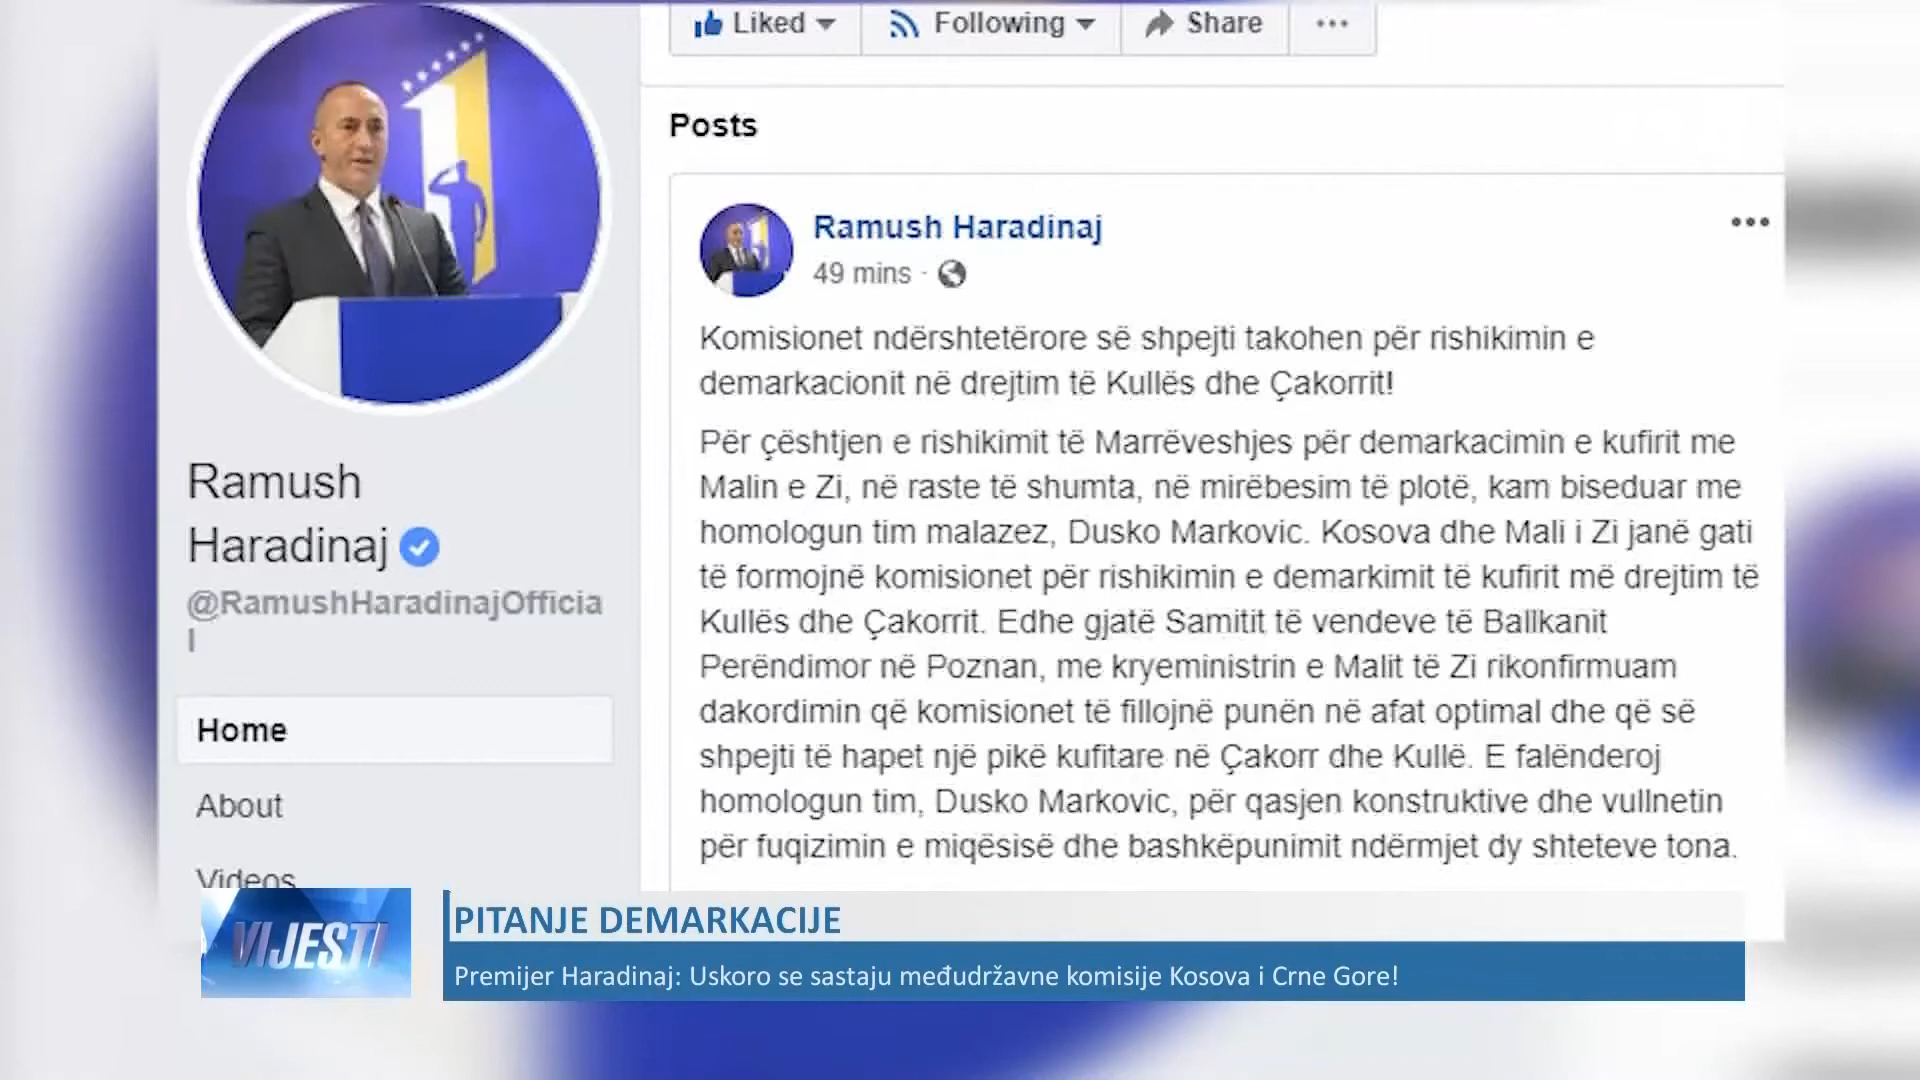 Liked
Following
Share
Posts
Ramush Haradinaj
49 mins ·
Komisionet ndërshtetërore së shpejti takohen për rishikimin e
demarkacionit në drejtim të Kullës dhe Çakorrit!
Për çështjen e rishikimit të Marrëveshjes për demarkacimin e kufirit me
Malin e Zi, në raste të shumta, në mirëbesim të plotë, kam biseduar me
homologun tim malazez, Dusko Markovic. Kosova dhe Mali i Zi janë gati
të formojnë komisionet për rishikimin e demarkimit të kufirit më drejtim të
Kullës dhe Çakorrit. Edhe gjatë Samitit të vendeve të Ballkanit
Perëndimor në Poznan, me kryeministrin e Malit të Zi rikonfirmuam
dakordimin që komisionet të fillojnë punën në afat optimal dhe që së
shpejti të hapet një pikë kufitare në Çakorr dhe Kullë. E falënderoj
homologun tim, Dusko Markovic, për qasjen konstruktive dhe vullnetin
për fuqizimin e miqësisë dhe bashkëpunimit ndërmjet dy shteteve tona.
Ramush
Haradinaj
@RamushHaradinajOfficia
l
Home
About
Videos
VIJESTI
PITANJE DEMARKACIJE
Premijer Haradinaj: Uskoro se sastaju međudržavne komisije Kosova i Crne Gore!